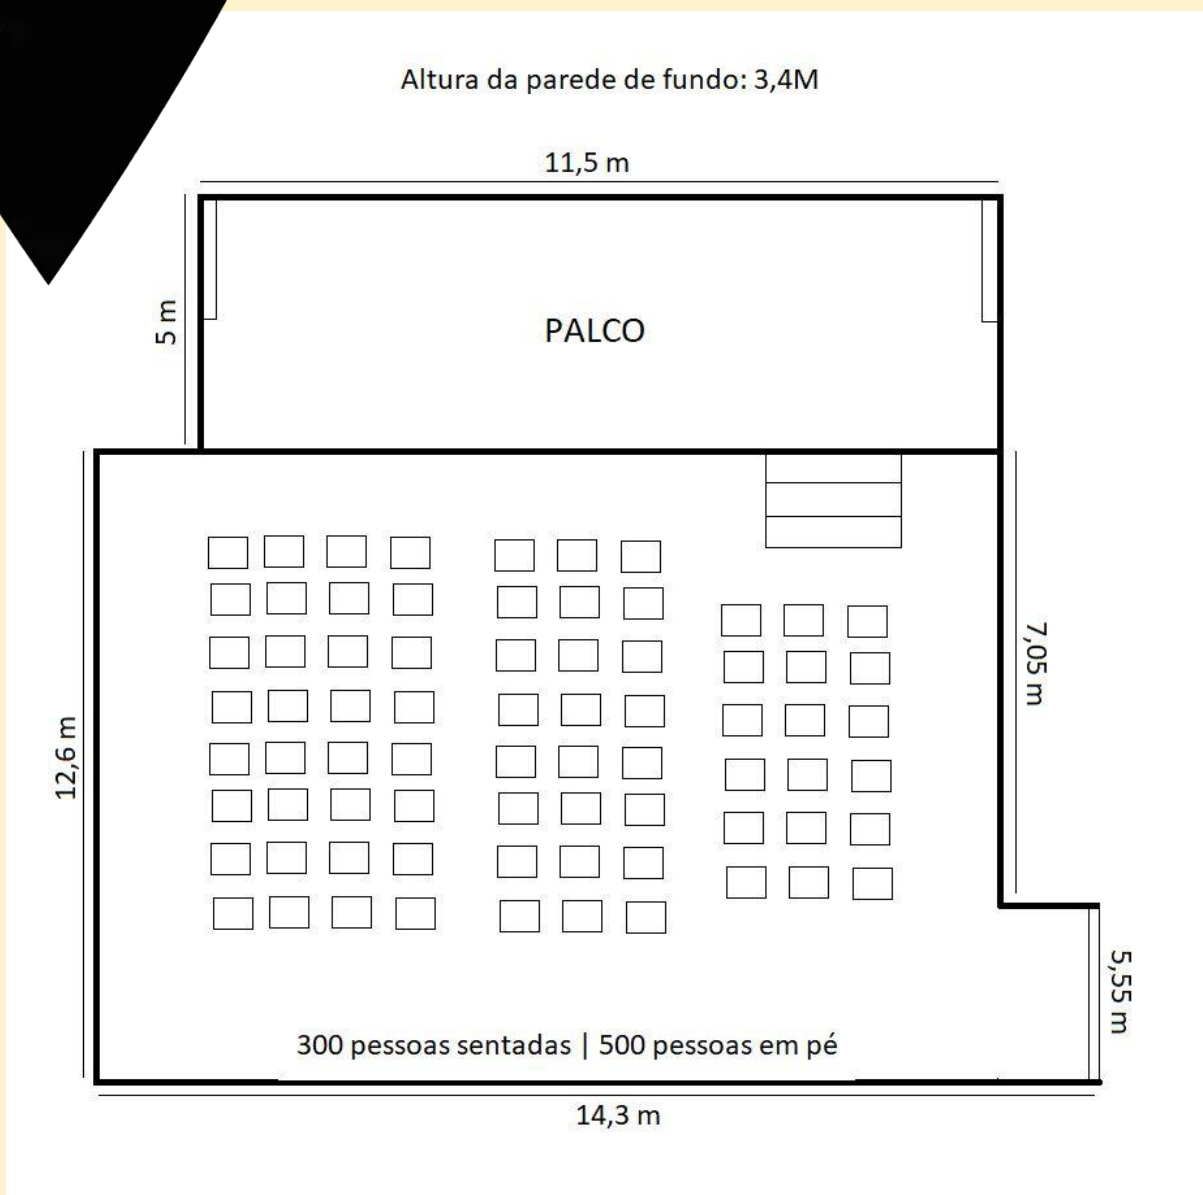 Altura da parede de fundo: 3,4M
11,5 m
5 m
PALCO
7,05 m
12,6 m
5,55 m
300 pessoas sentadas | 500 pessoas em pé
14,3 m